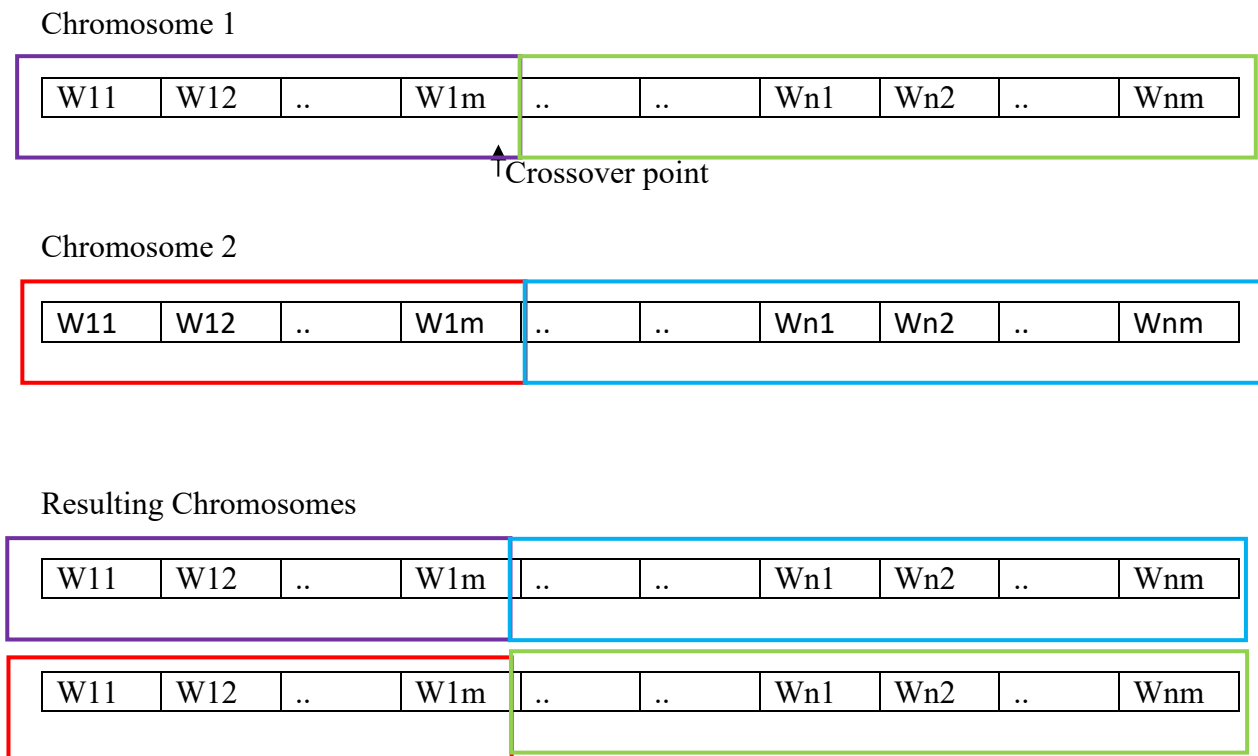 Chromosome 1
W11 W12 .. W1m .. .. Wn1 Wn2 .. Wnm
Crossover point
Chromosome 2
W11 W12 .. W1m .. .. Wn1 Wn2 .. Wnm
Resulting Chromosomes
W11 W12 .. W1m .. .. Wn1 Wn2 .. Wnm
W11 W12 .. W1m .. .. Wn1 Wn2 .. Wnm